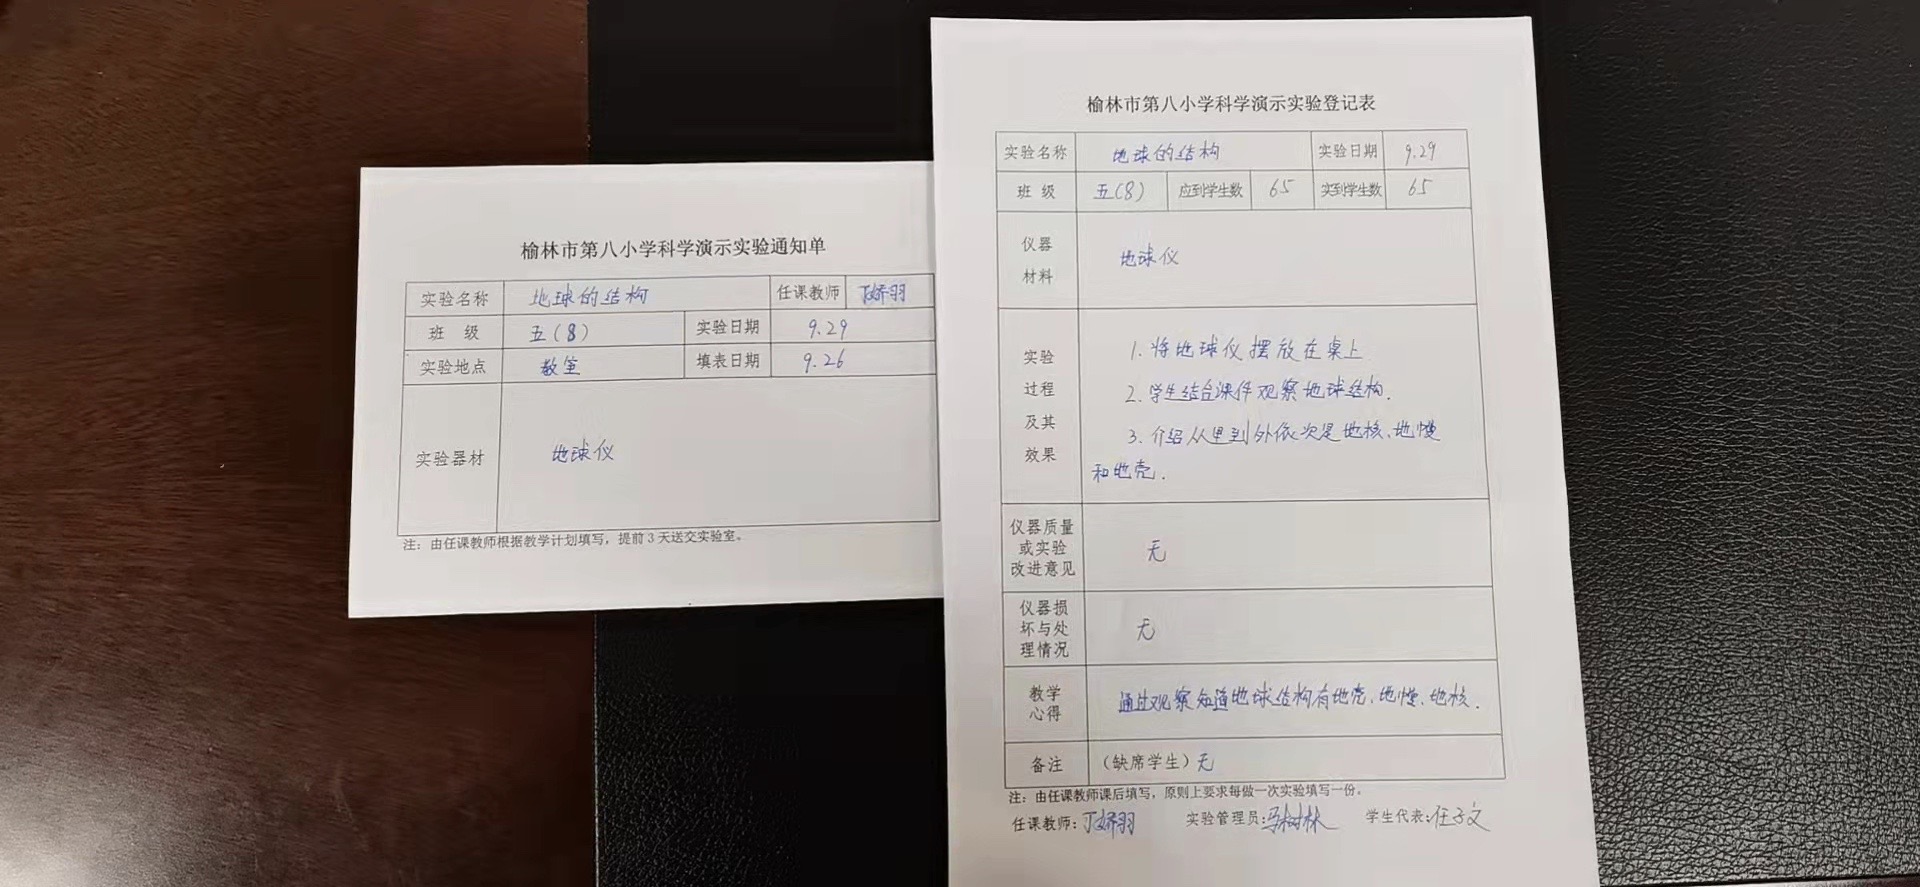 榆林市第八小学科学演示实验通知单
实验名称 地球的结构 任课教师 丁娇羽
班 级 五(8) 实验日期 9.29
实验地点 教室 填表日期 9.26
实验器材 地球仪
注：由任课教师根据教学计划填写，提前3天送交实验室。
榆林市第八小学科学演示实验登记表
实验名称 地球的结构 实验日期 9.29
班 级 五(8) 应到学生数 65 实到学生数 65
仪器
材料
地球仪
实验
过程
及其
效果
1. 将地球仪摆放在桌上
2. 学生结合课件观察地球结构.
3. 介绍从里到外依次是地核、地慢
和地壳.
仪器质量
或实验
改进意见
无
仪器损
坏与处
理情况
无
教学
心得
通过观察知道地球结构有地壳、地慢、地核.
备注 (缺席学生) 无
注：由任课教师课后填写，原则上要求每做一次实验填写一份。
任课教师：丁娇羽 实验管理员：马树林 学生代表：任子文